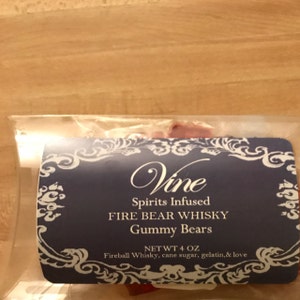 Vine
Spirits Infused
FIRE BEAR WHISKY
Gummy Bears
NET WT 4 OZ
Fireball Whisky, cane sugar, gelatin,& love